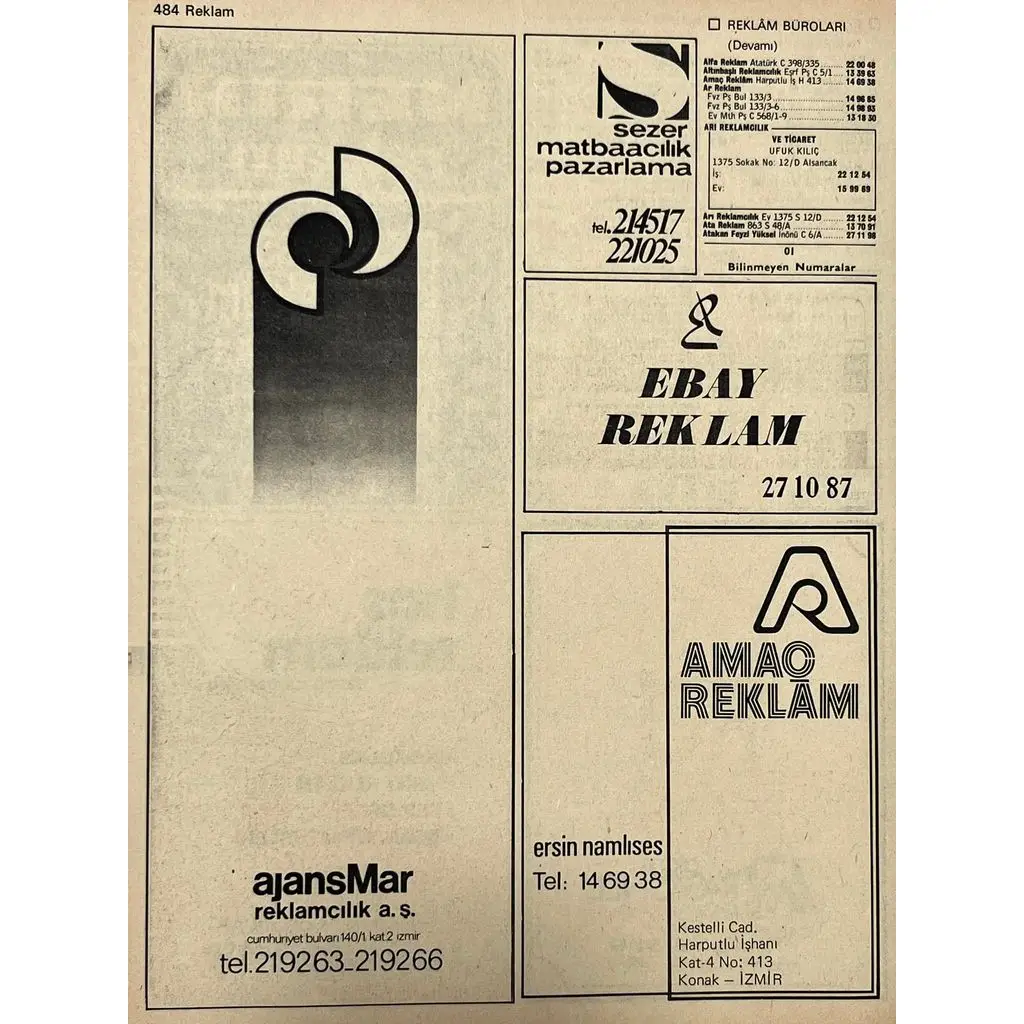 484 Reklam
ajansMar
reklamcılık a. ş.
cumhuriyet bulvarı 140/1 kat.2 izmir
tel.219263_219266
sezer
matbaacılık
pazarlama
tel.214517
221025
REKLÂM BÜROLARI
(Devamı)
Alfa Reklam Atatürk C 398/335 ........ 22 00 48
Altınbaşlı Reklamcılık Eşrf Pş C 5/1 .... 13 39 63
Amaç Reklâm Harputlu İş H 413 ........ 14 69 38
Ar Reklam
Fvz Pş Bul 133/3 ........ 14 96 65
Fvz Pş Bul 133/3-6 ........ 14 98 93
Ev Mth Pş C 568/1-9 ........ 13 18 30
ARI REKLAMCILIK
VE TİCARET
UFUK KILIÇ
1375 Sokak No: 12/D Alsancak
İş: 22 12 54
Ev: 15 99 69
Arı Reklamcılık Ev 1375 S 12/D ........ 22 12 54
Ata Reklam 863 S 48/A ........ 13 70 91
Atakan Feyzi Yüksel İnönü C 6/A ........ 27 11 98
01
Bilinmeyen Numaralar
EBAY
REKLAM
27 10 87
AMAÇ
REKLÂM
ersin namlıses
Tel: 14 69 38
Kestelli Cad.
Harputlu İşhanı
Kat-4 No: 413
Konak – İZMİR